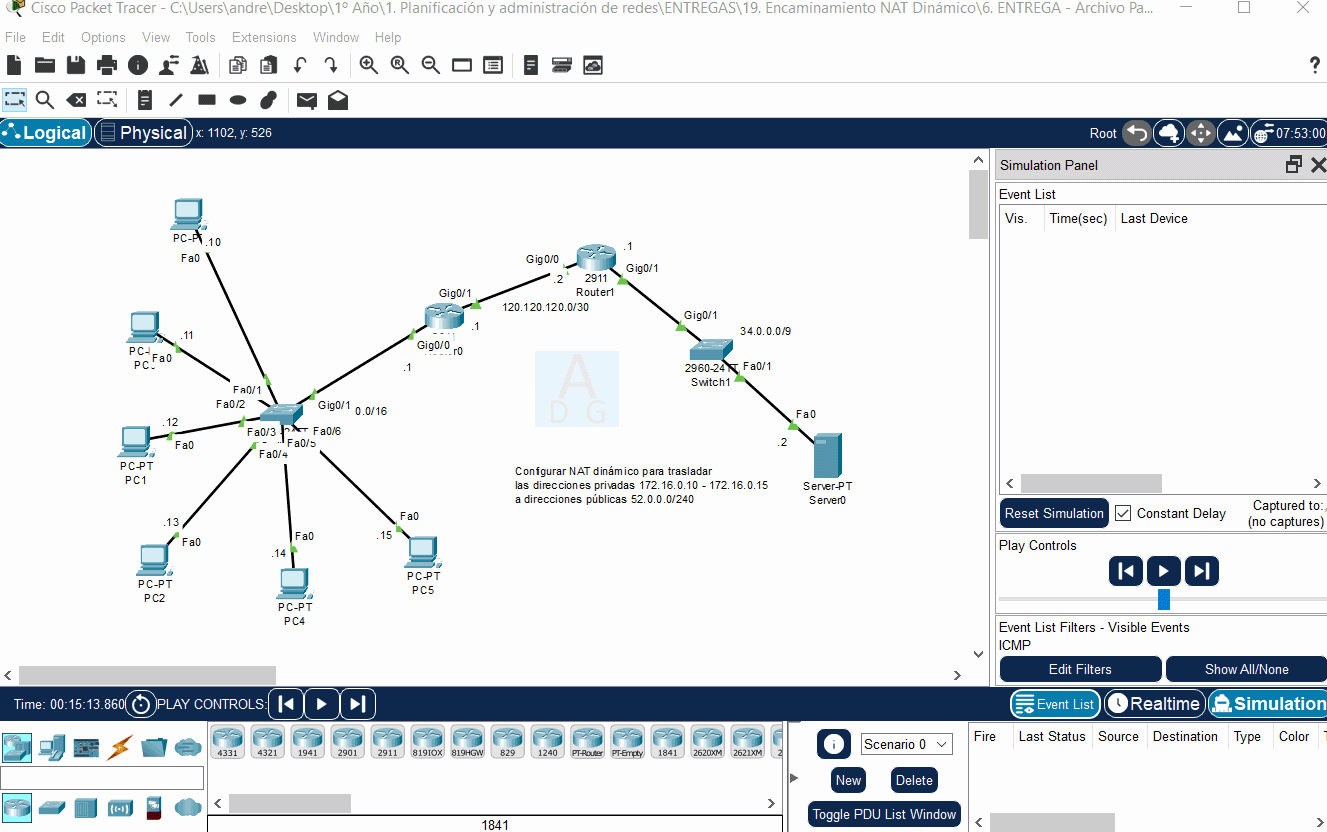 Cisco Packet Tracer - C:\Users\andre\Desktop\1º Año\1. Planificación y administración de redes\ENTREGAS\19. Encaminamiento NAT Dinámico\6. ENTREGA - Archivo Pa...
File Edit Options View Tools Extensions Window Help
Logical Physical x: 1102, y: 526
Root 07:53:00
Simulation Panel
Event List
Vis. Time(sec) Last Device
.10
Fa0
.11
Fa0
.12
Fa0
PC-PT
PC1
.13
Fa0
PC-PT
PC2
.14
Fa0
PC-PT
PC4
.15
Fa0
PC-PT
PC5
Fa0/1
Fa0/2
Fa0/3
Fa0/4
Fa0/5
Fa0/6
Gig0/1
0.0/16
.1
Gig0/0
Gig0/1
.1
120.120.120.0/30
Gig0/0
.2
2911
Router1
.1
Gig0/1
Gig0/1
34.0.0.0/9
Switch1
Fa0/1
Fa0
.2
Server-PT
Server0
A
D G
Configurar NAT dinámico para trasladar
las direcciones privadas 172.16.0.10 - 172.16.0.15
a direcciones públicas 52.0.0.0/240
Reset Simulation Constant Delay
Captured to:
(no captures)
Play Controls
Event List Filters - Visible Events
ICMP
Edit Filters Show All/None
Time: 00:15:13.860 PLAY CONTROLS:
Event List Realtime Simulation
4331 4321 1941 2901 2911 819IOX 819HGW 829 1240 PT-Router PT-Empty 1841 2620XM 2621XM
1841
Scenario 0
New Delete
Toggle PDU List Window
Fire Last Status Source Destination Type Color